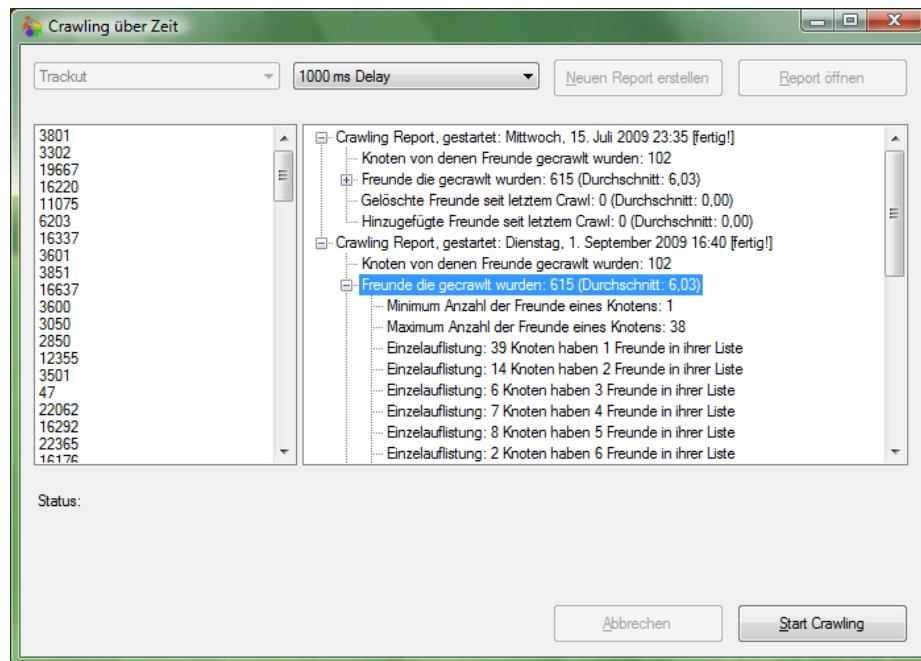 Crawling über Zeit
Trackut
1000 ms Delay
Neuen Report erstellen
Report öffnen
3801
3302
19667
16220
11075
6203
16337
3601
3851
16637
3600
3050
2850
12355
3501
47
22062
16292
22365
16176
Crawling Report, gestartet: Mittwoch, 15. Juli 2009 23:35 [fertig!]
Knoten von denen Freunde gecrawlt wurden: 102
Freunde die gecrawlt wurden: 615 (Durchschnitt: 6,03)
Gelöschte Freunde seit letztem Crawl: 0 (Durchschnitt: 0,00)
Hinzugefügte Freunde seit letztem Crawl: 0 (Durchschnitt: 0,00)
Crawling Report, gestartet: Dienstag, 1. September 2009 16:40 [fertig!]
Knoten von denen Freunde gecrawlt wurden: 102
Freunde die gecrawlt wurden: 615 (Durchschnitt: 6,03)
Minimum Anzahl der Freunde eines Knotens: 1
Maximum Anzahl der Freunde eines Knotens: 38
Einzelauflistung: 39 Knoten haben 1 Freunde in ihrer Liste
Einzelauflistung: 14 Knoten haben 2 Freunde in ihrer Liste
Einzelauflistung: 6 Knoten haben 3 Freunde in ihrer Liste
Einzelauflistung: 7 Knoten haben 4 Freunde in ihrer Liste
Einzelauflistung: 8 Knoten haben 5 Freunde in ihrer Liste
Einzelauflistung: 2 Knoten haben 6 Freunde in ihrer Liste
Status:
Abbrechen
Start Crawling